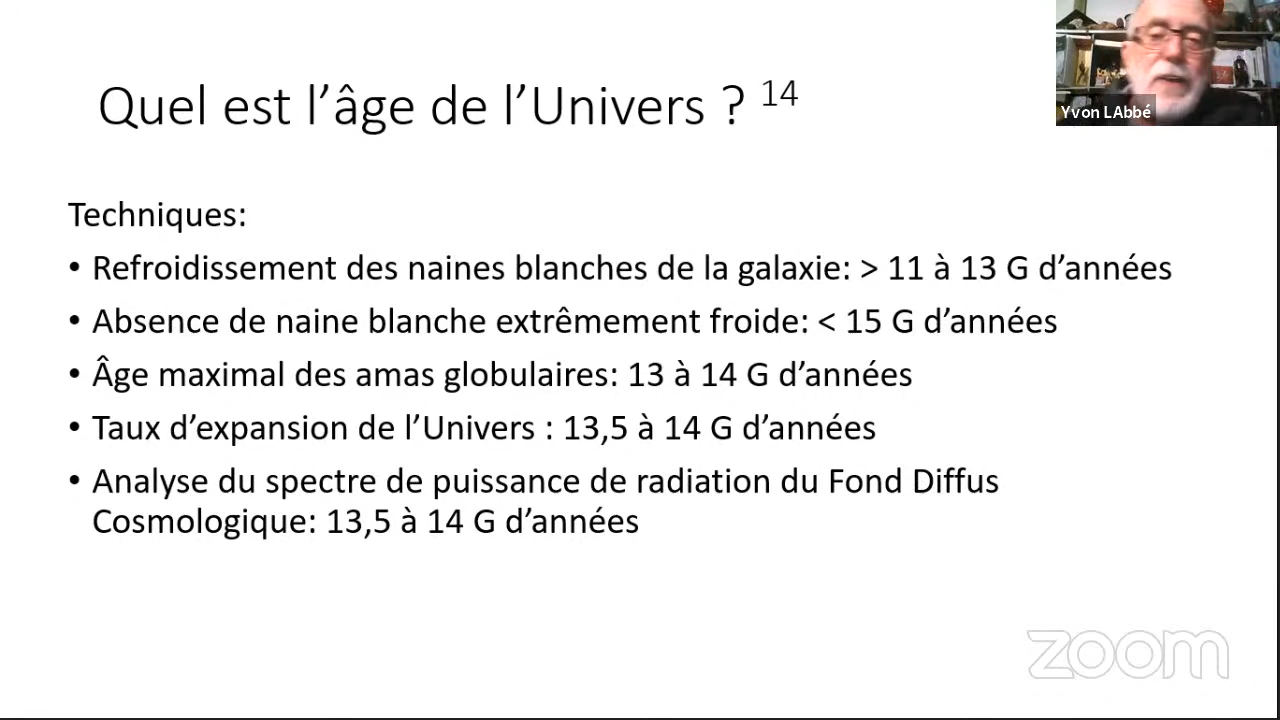 Quel est l’âge de l’Univers ? 14
Yvon LAbbé
Techniques:
• Refroidissement des naines blanches de la galaxie: > 11 à 13 G d’années
• Absence de naine blanche extrêmement froide: < 15 G d’années
• Âge maximal des amas globulaires: 13 à 14 G d’années
• Taux d’expansion de l’Univers : 13,5 à 14 G d’années
• Analyse du spectre de puissance de radiation du Fond Diffus
Cosmologique: 13,5 à 14 G d’années
zoom